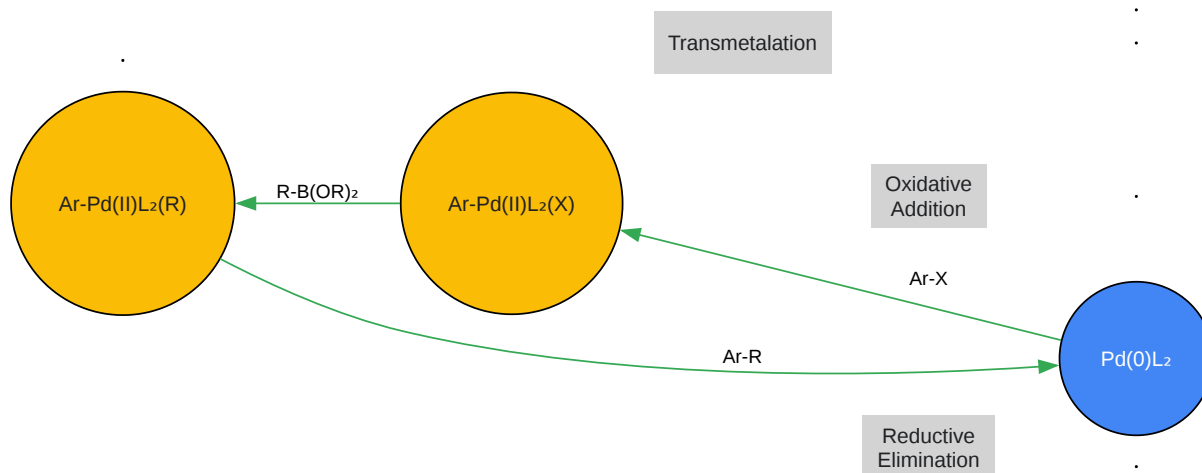 Transmetalation
Oxidative
Addition
R-B(OR)₂
Ar-Pd(II)L₂(R)
Ar-Pd(II)L₂(X)
Ar-X
Ar-R
Pd(0)L₂
Reductive
Elimination